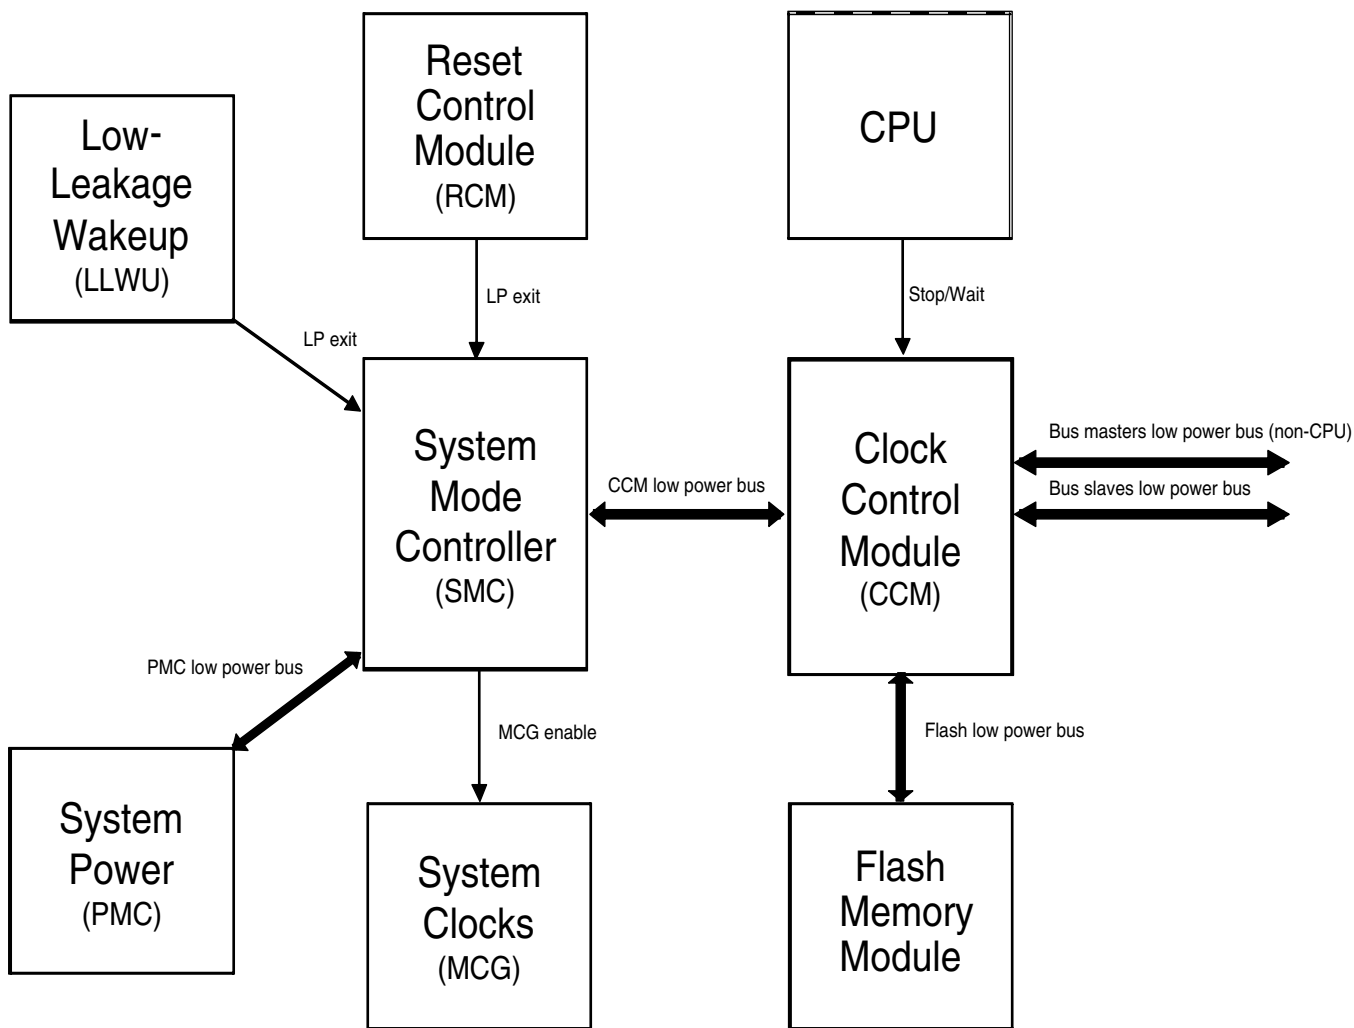 Reset
Control
Module
(RCM)
CPU
Low-
Leakage
Wakeup
(LLWU)
LP exit
Stop/Wait
LP exit
System
Mode
Controller
(SMC)
CCM low power bus
Clock
Control
Module
(CCM)
Bus masters low power bus (non-CPU)
Bus slaves low power bus
PMC low power bus
MCG enable
Flash low power bus
System
Power
(PMC)
System
Clocks
(MCG)
Flash
Memory
Module